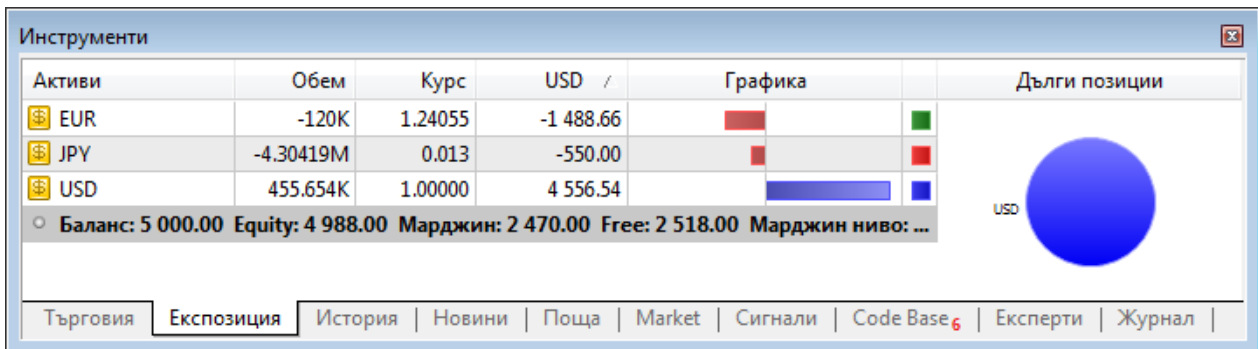 Инструменти
Активи Обем Курс USD / Графика Дълги позиции
EUR -120K 1.24055 -1 488.66
JPY -4.30419M 0.013 -550.00
USD 455.654K 1.00000 4 556.54
USD
Баланс: 5 000.00 Equity: 4 988.00 Марджин: 2 470.00 Free: 2 518.00 Марджин ниво: ...
Търговия | Експозиция | История | Новини | Поща | Market | Сигнали | Code Base 6 | Експерти | Журнал |